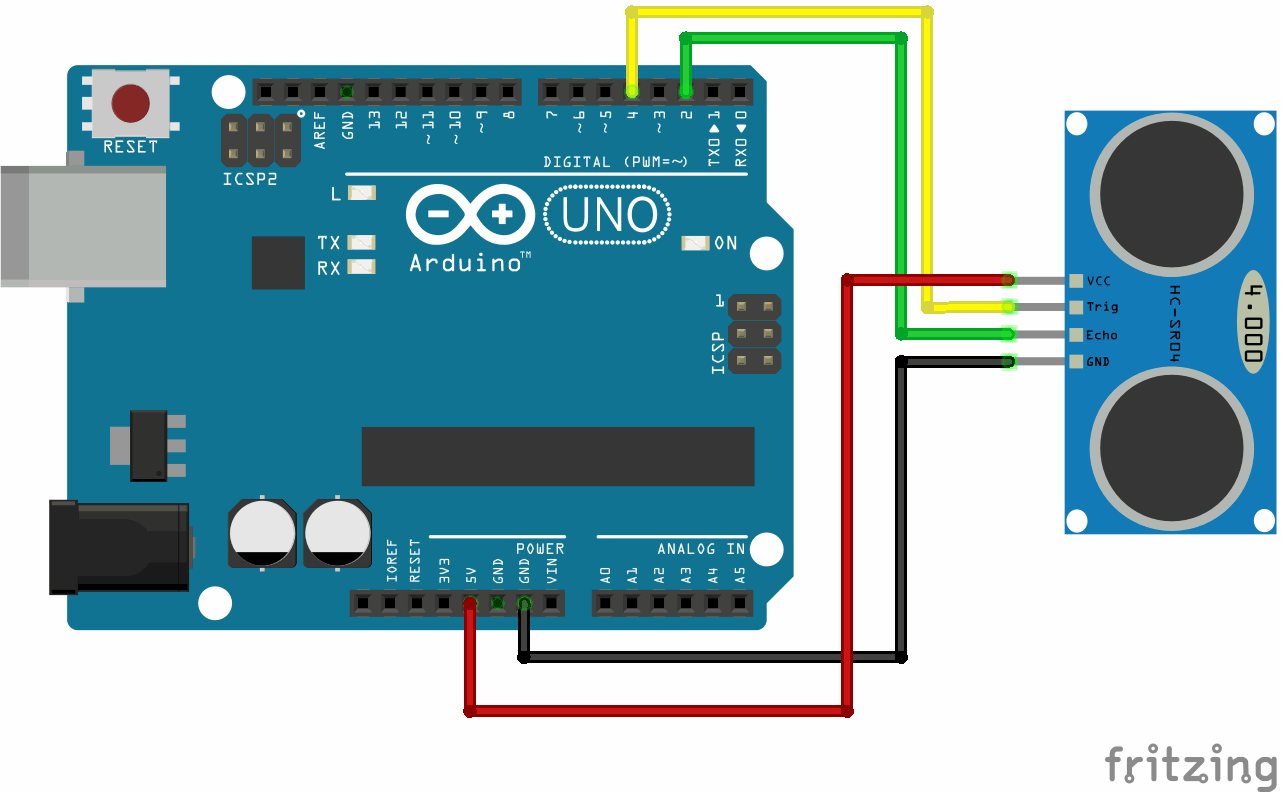 RESET
ICSP2
AREF
GND
13
12
~11
~10
~9
8
7
~6
~5
4
~3
2
TX0▶1
RX0◀0
DIGITAL (PWM=~)
L
TX
RX
Arduino™
UNO
ON
1
ICSP
IOREF
RESET
3V3
5V
GND
GND
VIN
POWER
ANALOG IN
A0
A1
A2
A3
A4
A5
VCC
Trig
Echo
GND
HC-SR04
4.000
fritzing